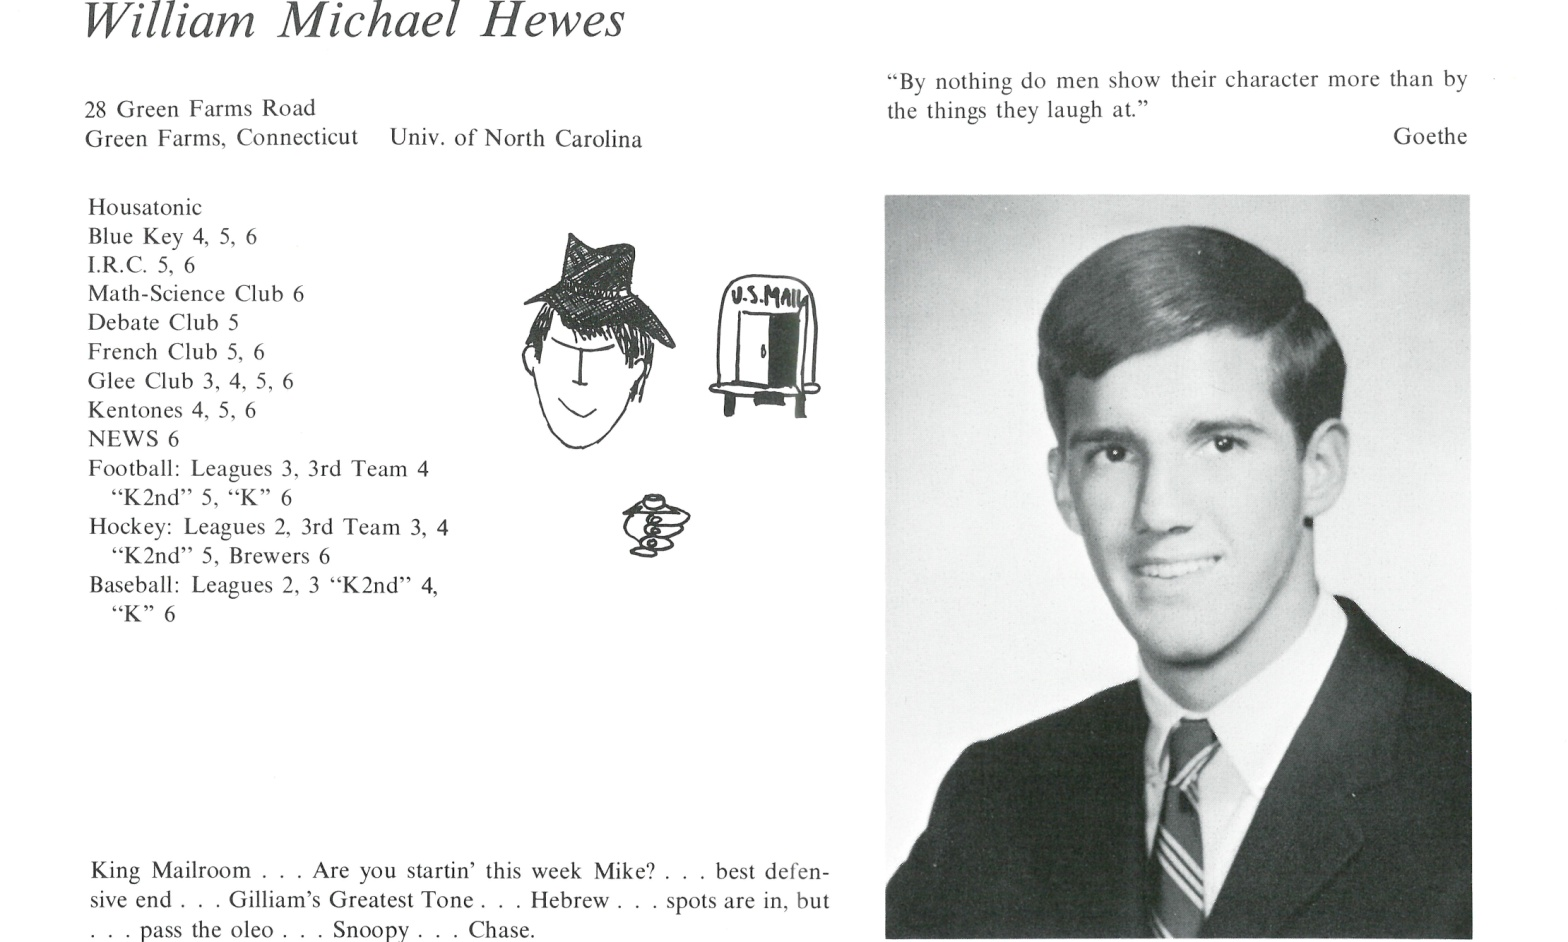 William Michael Hewes
28 Green Farms Road
Green Farms, Connecticut Univ. of North Carolina
"By nothing do men show their character more than by
the things they laugh at."
Goethe
Housatonic
Blue Key 4, 5, 6
I.R.C. 5, 6
Math-Science Club 6
Debate Club 5
French Club 5, 6
Glee Club 3, 4, 5, 6
Kentones 4, 5, 6
NEWS 6
Football: Leagues 3, 3rd Team 4
"K2nd" 5, "K" 6
Hockey: Leagues 2, 3rd Team 3, 4
"K2nd" 5, Brewers 6
Baseball: Leagues 2, 3 "K2nd" 4,
"K" 6
U.S.MAIL
King Mailroom . . . Are you startin' this week Mike? . . . best defen-
sive end . . . Gilliam's Greatest Tone . . . Hebrew . . . spots are in, but
. . . pass the oleo . . . Snoopy . . . Chase.